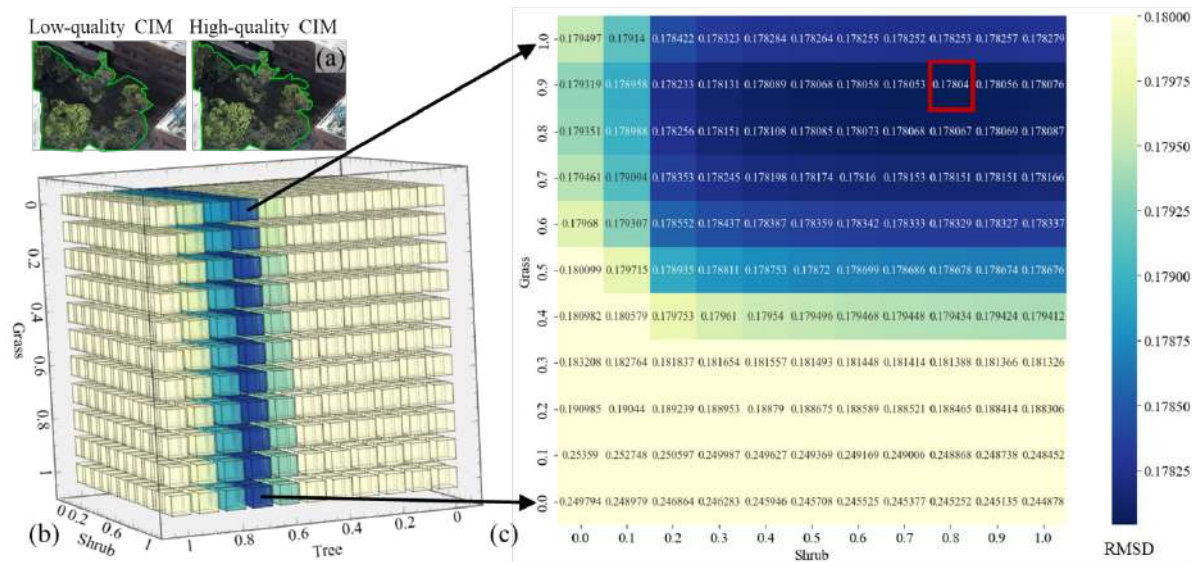 Low-quality CIM High-quality CIM
(a)
0
0.2
0.4
0.6
0.8
1
Grass
0 0.2 0.6 1
Shrub
1 0.8 0.6 0.4 0.2 0
Tree
(b)
(c)
1.0 0.179497 0.17914 0.178422 0.178323 0.178284 0.178264 0.178255 0.178252 0.178253 0.178257 0.178279
0.9 0.179319 0.178958 0.178233 0.178131 0.178089 0.178068 0.178058 0.178053 0.17804 0.178056 0.178076
0.8 0.179351 0.178988 0.178256 0.178151 0.178108 0.178085 0.178073 0.178068 0.178067 0.178069 0.178087
0.7 0.179461 0.179094 0.178353 0.178245 0.178198 0.178174 0.17816 0.178153 0.178151 0.178151 0.178166
0.6 0.17968 0.179307 0.178552 0.178437 0.178387 0.178359 0.178342 0.178333 0.178329 0.178327 0.178337
0.5 0.180099 0.179715 0.178935 0.178811 0.178753 0.17872 0.178699 0.178686 0.178678 0.178674 0.178676
0.4 0.180982 0.180579 0.179753 0.17961 0.17954 0.179496 0.179468 0.179448 0.179434 0.179424 0.179412
0.3 0.183208 0.182764 0.181837 0.181654 0.181557 0.181493 0.181448 0.181414 0.181388 0.181366 0.181326
0.2 0.190985 0.19044 0.189239 0.188953 0.18879 0.188675 0.188589 0.188521 0.188465 0.188414 0.188306
0.1 0.25359 0.252748 0.250597 0.249987 0.249627 0.249369 0.249169 0.249006 0.248868 0.248738 0.248452
0.0 0.249794 0.248979 0.246864 0.246283 0.245946 0.245708 0.245525 0.245377 0.245252 0.245135 0.244878
Grass
0.0 0.1 0.2 0.3 0.4 0.5 0.6 0.7 0.8 0.9 1.0
Shrub
0.18000
0.17975
0.17950
0.17925
0.17900
0.17875
0.17850
0.17825
RMSD